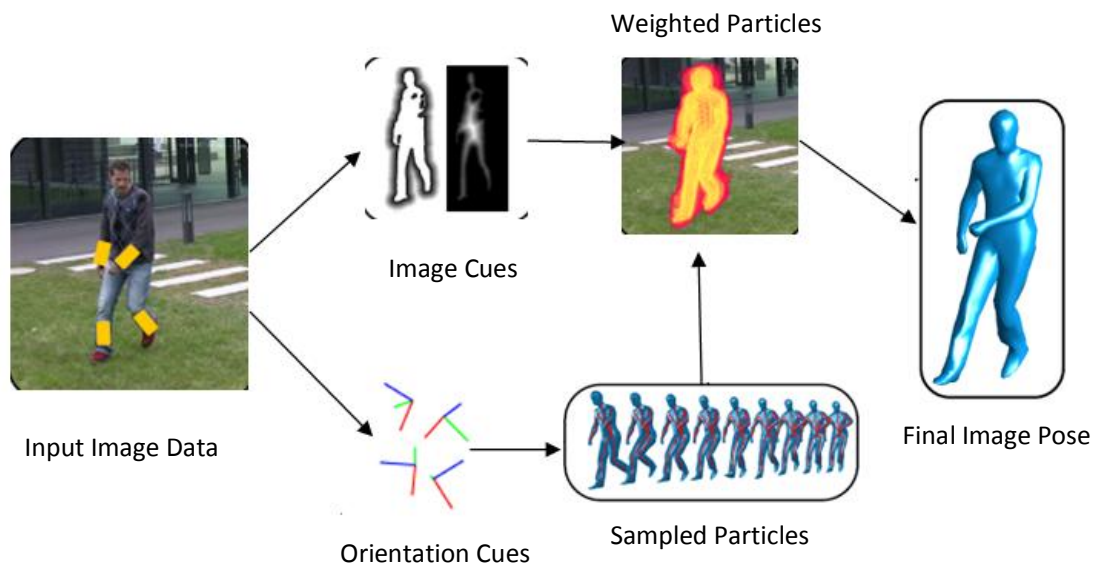 Weighted Particles
Image Cues
Input Image Data
Final Image Pose
Sampled Particles
Orientation Cues